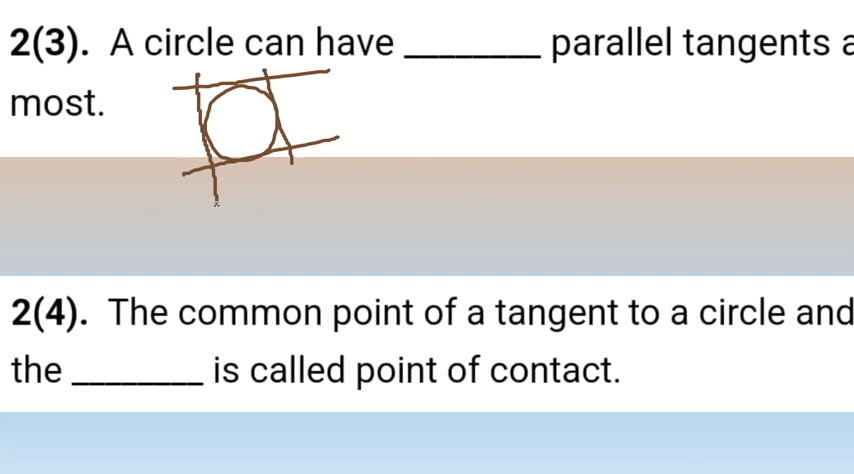 2(3). A circle can have ________ parallel tangents a
most.
2(4). The common point of a tangent to a circle and
the ________ is called point of contact.